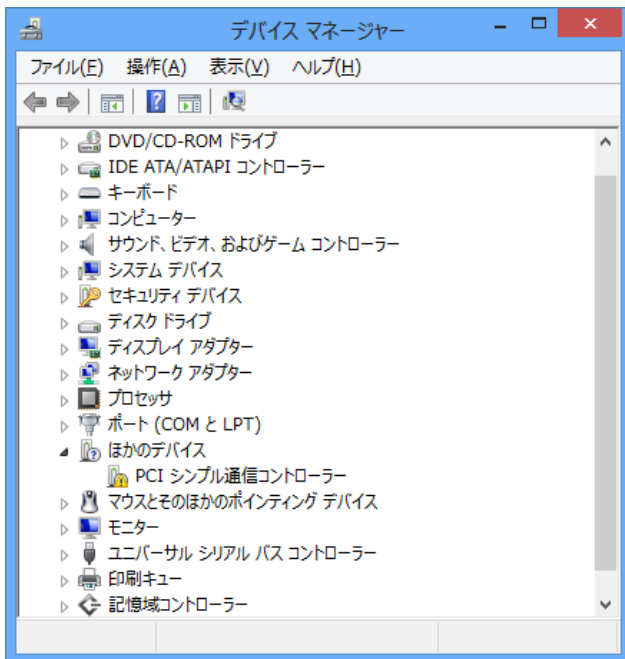 デバイス マネージャー
ファイル(F) 操作(A) 表示(V) ヘルプ(H)
DVD/CD-ROM ドライブ
IDE ATA/ATAPI コントローラー
キーボード
コンピューター
サウンド、ビデオ、およびゲーム コントローラー
システム デバイス
セキュリティ デバイス
ディスク ドライブ
ディスプレイ アダプター
ネットワーク アダプター
プロセッサ
ポート (COM と LPT)
ほかのデバイス
PCI シンプル通信コントローラー
マウスとそのほかのポインティング デバイス
モニター
ユニバーサル シリアル バス コントローラー
印刷キュー
記憶域コントローラー